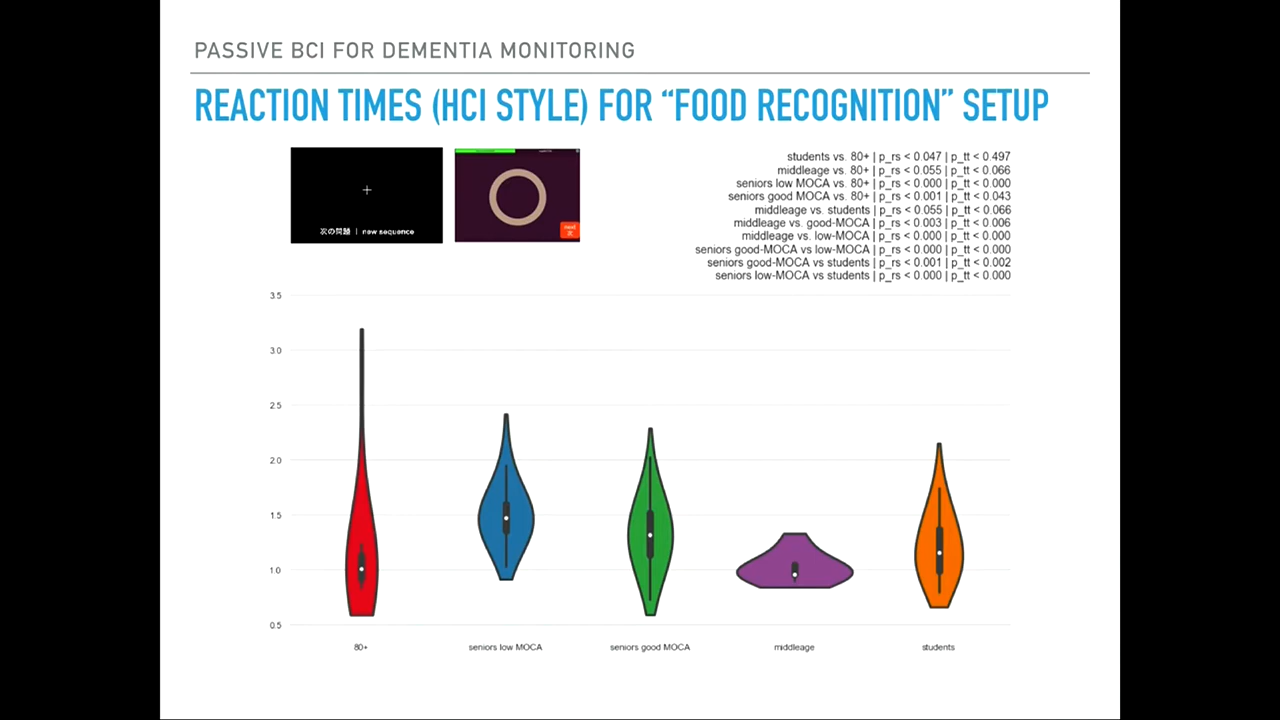 PASSIVE BCI FOR DEMENTIA MONITORING
REACTION TIMES (HCI STYLE) FOR “FOOD RECOGNITION” SETUP
次の問題 | new sequence
next
次
students vs. 80+ | p_rs < 0.047 | p_tt < 0.497
middleage vs. 80+ | p_rs < 0.055 | p_tt < 0.066
seniors low MOCA vs. 80+ | p_rs < 0.000 | p_tt < 0.000
seniors good MOCA vs. 80+ | p_rs < 0.001 | p_tt < 0.043
middleage vs. students | p_rs < 0.055 | p_tt < 0.066
middleage vs. good-MOCA | p_rs < 0.003 | p_tt < 0.006
middleage vs. low-MOCA | p_rs < 0.000 | p_tt < 0.000
seniors good-MOCA vs low-MOCA | p_rs < 0.000 | p_tt < 0.000
seniors good-MOCA vs students | p_rs < 0.001 | p_tt < 0.002
seniors low-MOCA vs students | p_rs < 0.000 | p_tt < 0.000
3.5
3.0
2.5
2.0
1.5
1.0
0.5
80+ seniors low MOCA seniors good MOCA middleage students